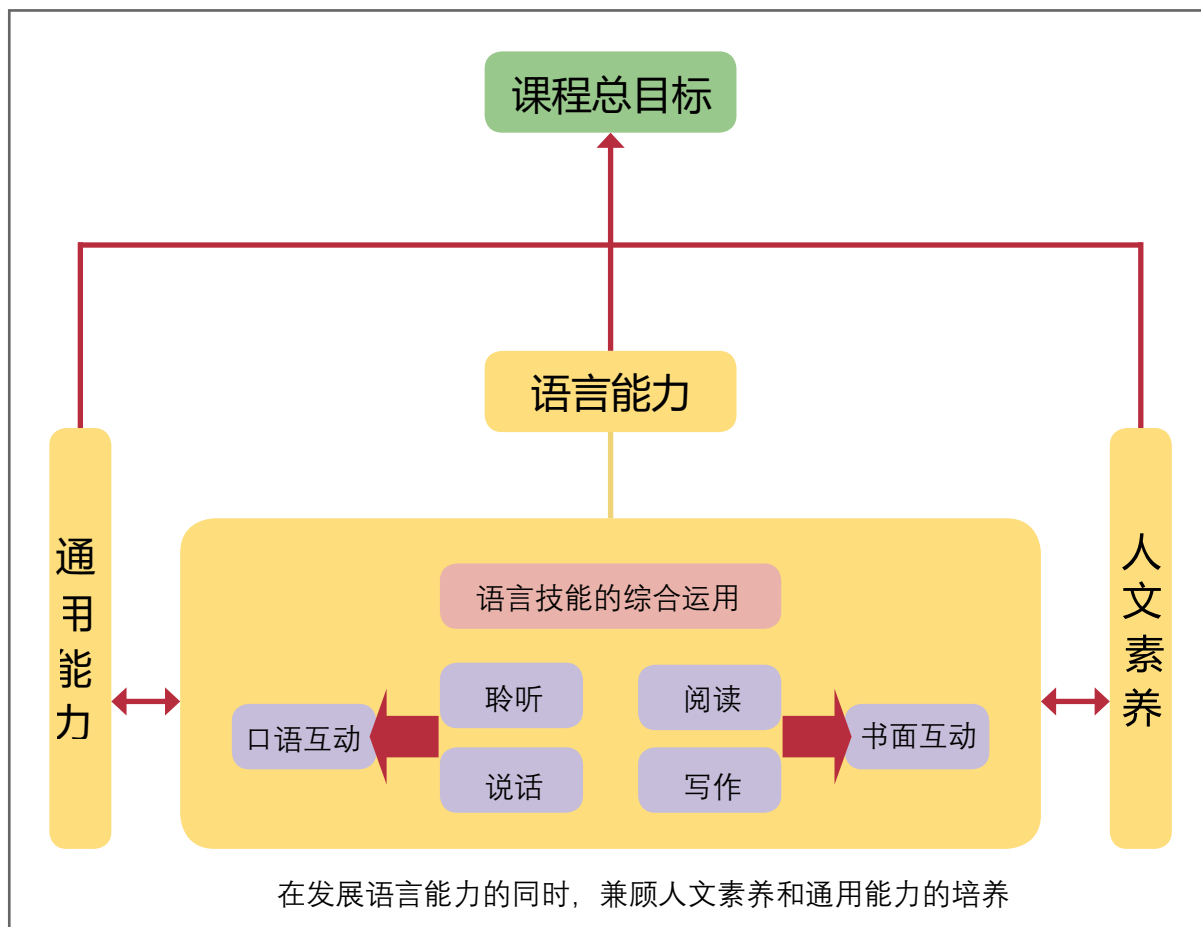 课程总目标
语言能力
通用能力
人文素养
语言技能的综合运用
聆听
阅读
口语互动
书面互动
说话
写作
在发展语言能力的同时，兼顾人文素养和通用能力的培养